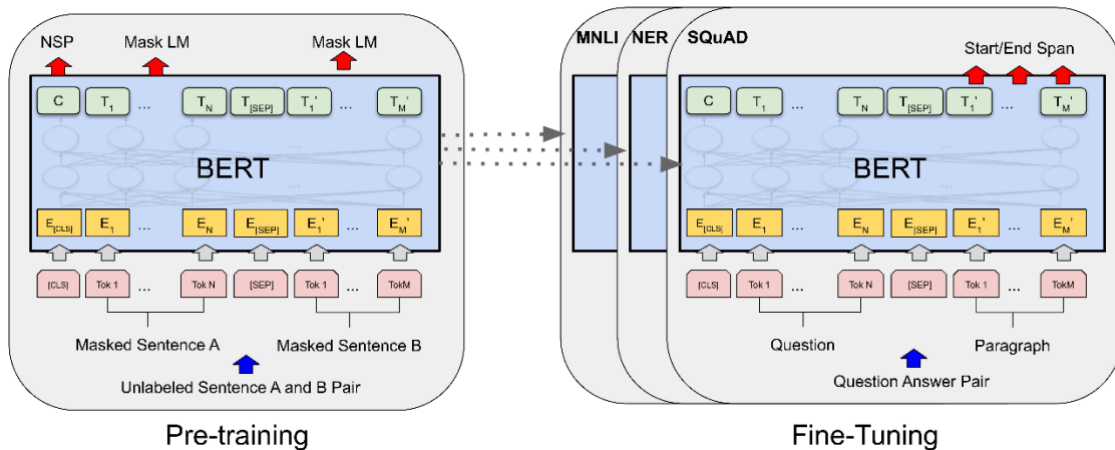 NSP Mask LM Mask LM
C T1 ... TN T[SEP] T1' ... TM'
...
BERT
...
E[CLS] E1 ... EN E[SEP] E1' ... EM'
[CLS] Tok 1 ... Tok N [SEP] Tok 1 ... TokM
Masked Sentence A Masked Sentence B
Unlabeled Sentence A and B Pair
Pre-training
MNLI NER SQuAD
Start/End Span
C T1 ... TN T[SEP] T1' ... TM'
...
BERT
...
E[CLS] E1 ... EN E[SEP] E1' ... EM'
[CLS] Tok 1 ... Tok N [SEP] Tok 1 ... TokM
Question Paragraph
Question Answer Pair
Fine-Tuning